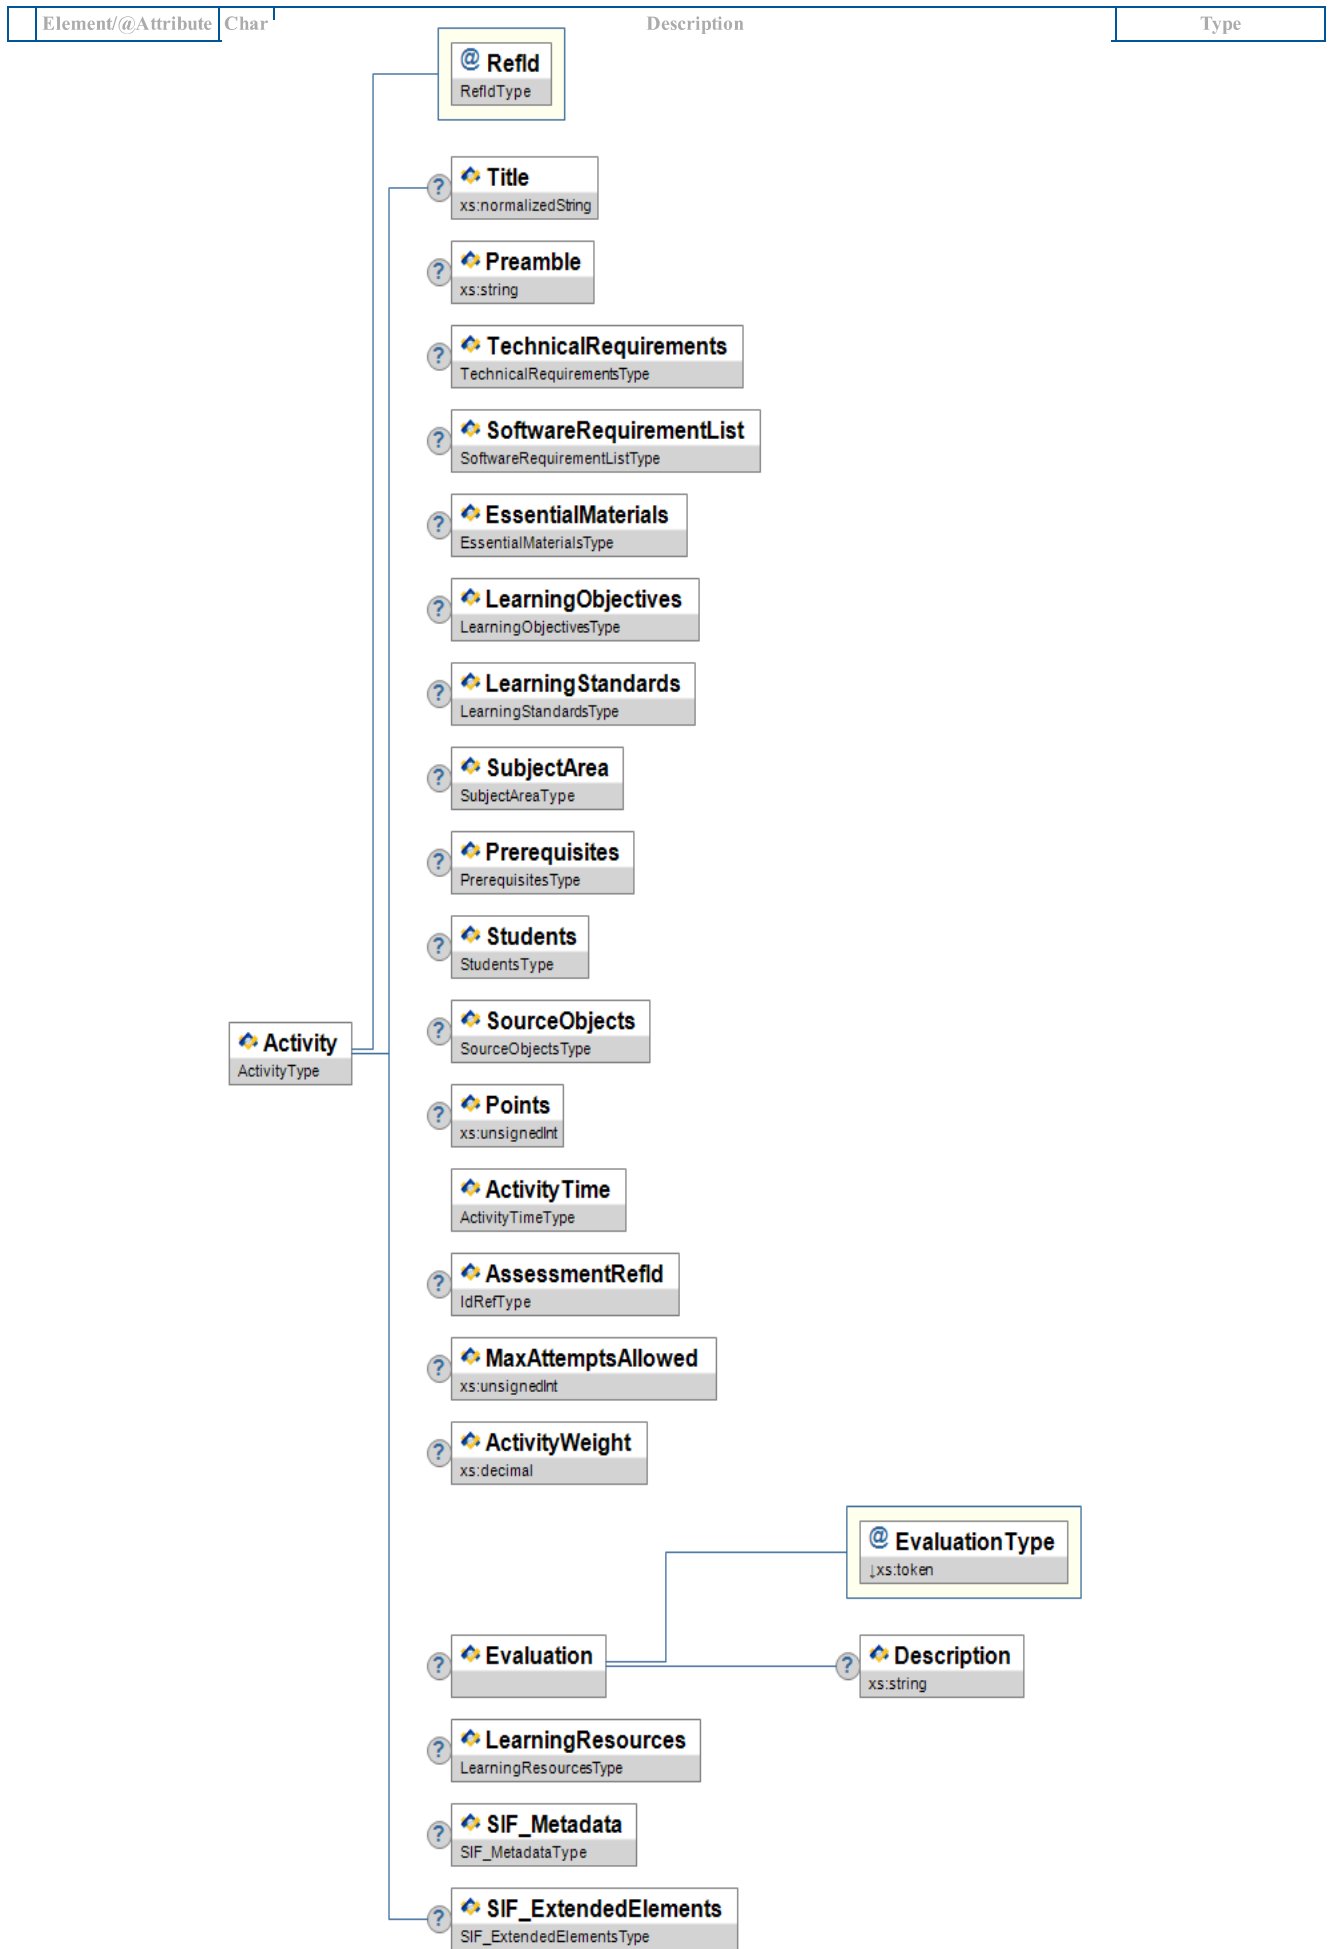 Element/@Attribute Char Description Type
@ RefId
RefIdType
? Title
xs:normalizedString
? Preamble
xs:string
? TechnicalRequirements
TechnicalRequirementsType
? SoftwareRequirementList
SoftwareRequirementListType
? EssentialMaterials
EssentialMaterialsType
? LearningObjectives
LearningObjectivesType
? LearningStandards
LearningStandardsType
? SubjectArea
SubjectAreaType
? Prerequisites
PrerequisitesType
? Students
StudentsType
? SourceObjects
SourceObjectsType
Activity
ActivityType
? Points
xs:unsignedInt
ActivityTime
ActivityTimeType
? AssessmentRefId
IdRefType
? MaxAttemptsAllowed
xs:unsignedInt
? ActivityWeight
xs:decimal
@ EvaluationType
↓xs:token
? Evaluation
? Description
xs:string
? LearningResources
LearningResourcesType
? SIF_Metadata
SIF_MetadataType
? SIF_ExtendedElements
SIF_ExtendedElementsType